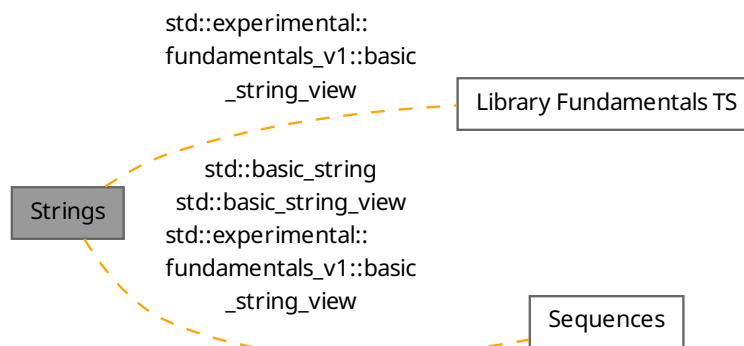 std::experimental::
fundamentals_v1::basic
_string_view
Library Fundamentals TS
std::basic_string
std::basic_string_view
Strings
std::experimental::
fundamentals_v1::basic
_string_view
Sequences